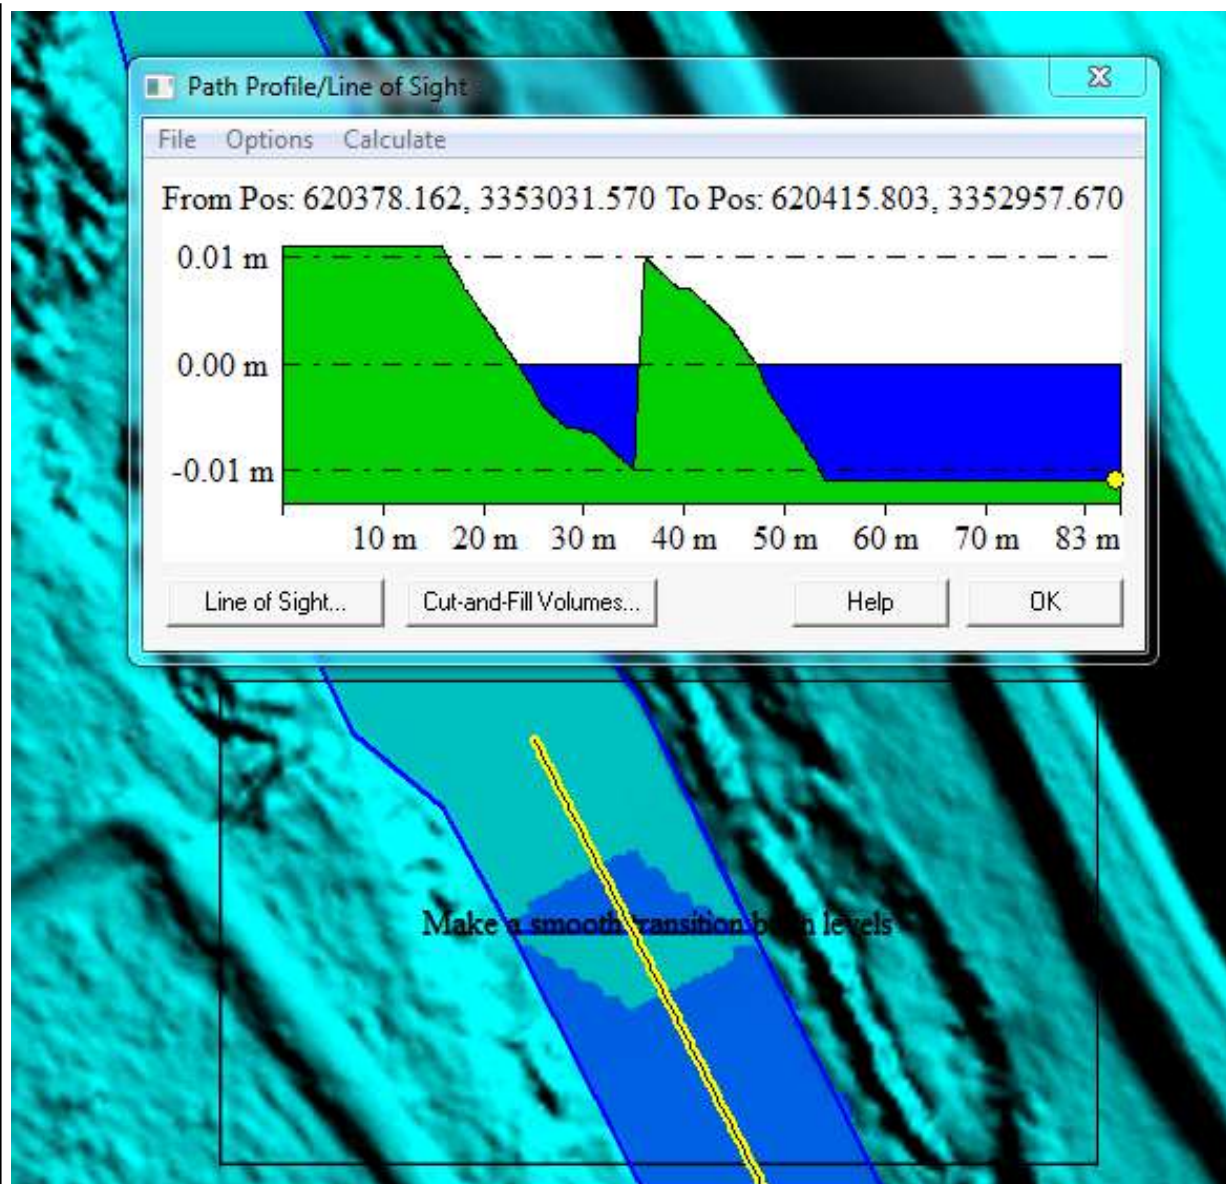 Path Profile/Line of Sight
File Options Calculate
From Pos: 620378.162, 3353031.570 To Pos: 620415.803, 3352957.670
0.01 m
0.00 m
-0.01 m
10 m 20 m 30 m 40 m 50 m 60 m 70 m 83 m
Line of Sight... Cut-and-Fill Volumes... Help OK
Make a smooth transition levels